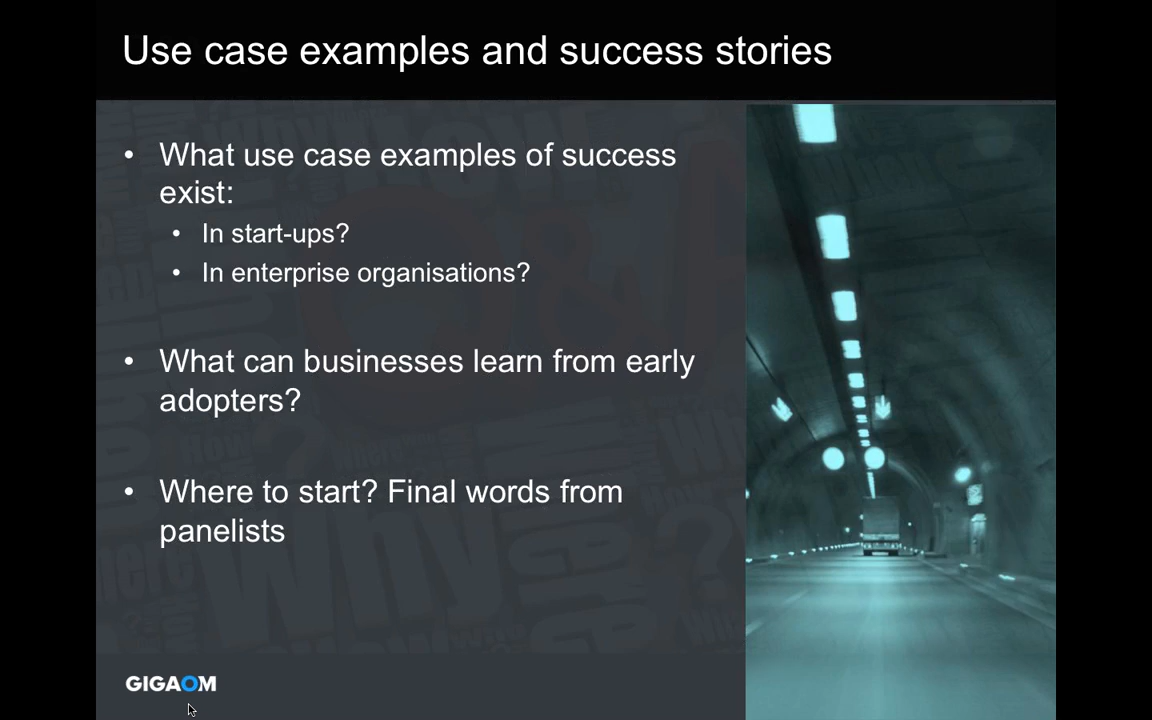 Use case examples and success stories
• What use case examples of success
exist:
• In start-ups?
• In enterprise organisations?
• What can businesses learn from early
adopters?
• Where to start? Final words from
panelists
GIGAOM